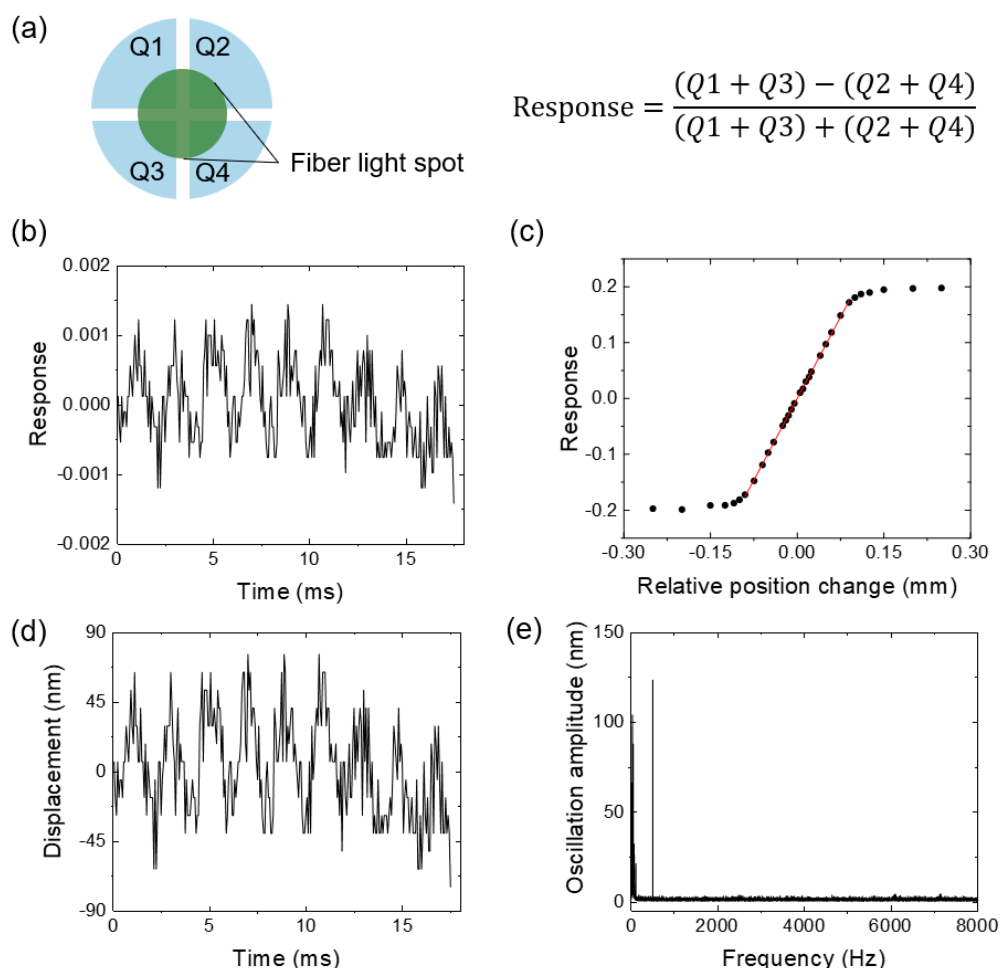 (a)
Q1 Q2
Q3 Q4
Fiber light spot
Response = (Q1 + Q3) − (Q2 + Q4)
(Q1 + Q3) + (Q2 + Q4)
(b)
0.002
0.001
0.000
-0.001
-0.002
0 5 10 15
Response
Time (ms)
(c)
0.2
0.1
0.0
-0.1
-0.2
-0.30 -0.15 0.00 0.15 0.30
Response
Relative position change (mm)
(d)
90
45
0
-45
-90
0 5 10 15
Displacement (nm)
Time (ms)
(e)
150
100
50
0
0 2000 4000 6000 8000
Oscillation amplitude (nm)
Frequency (Hz)